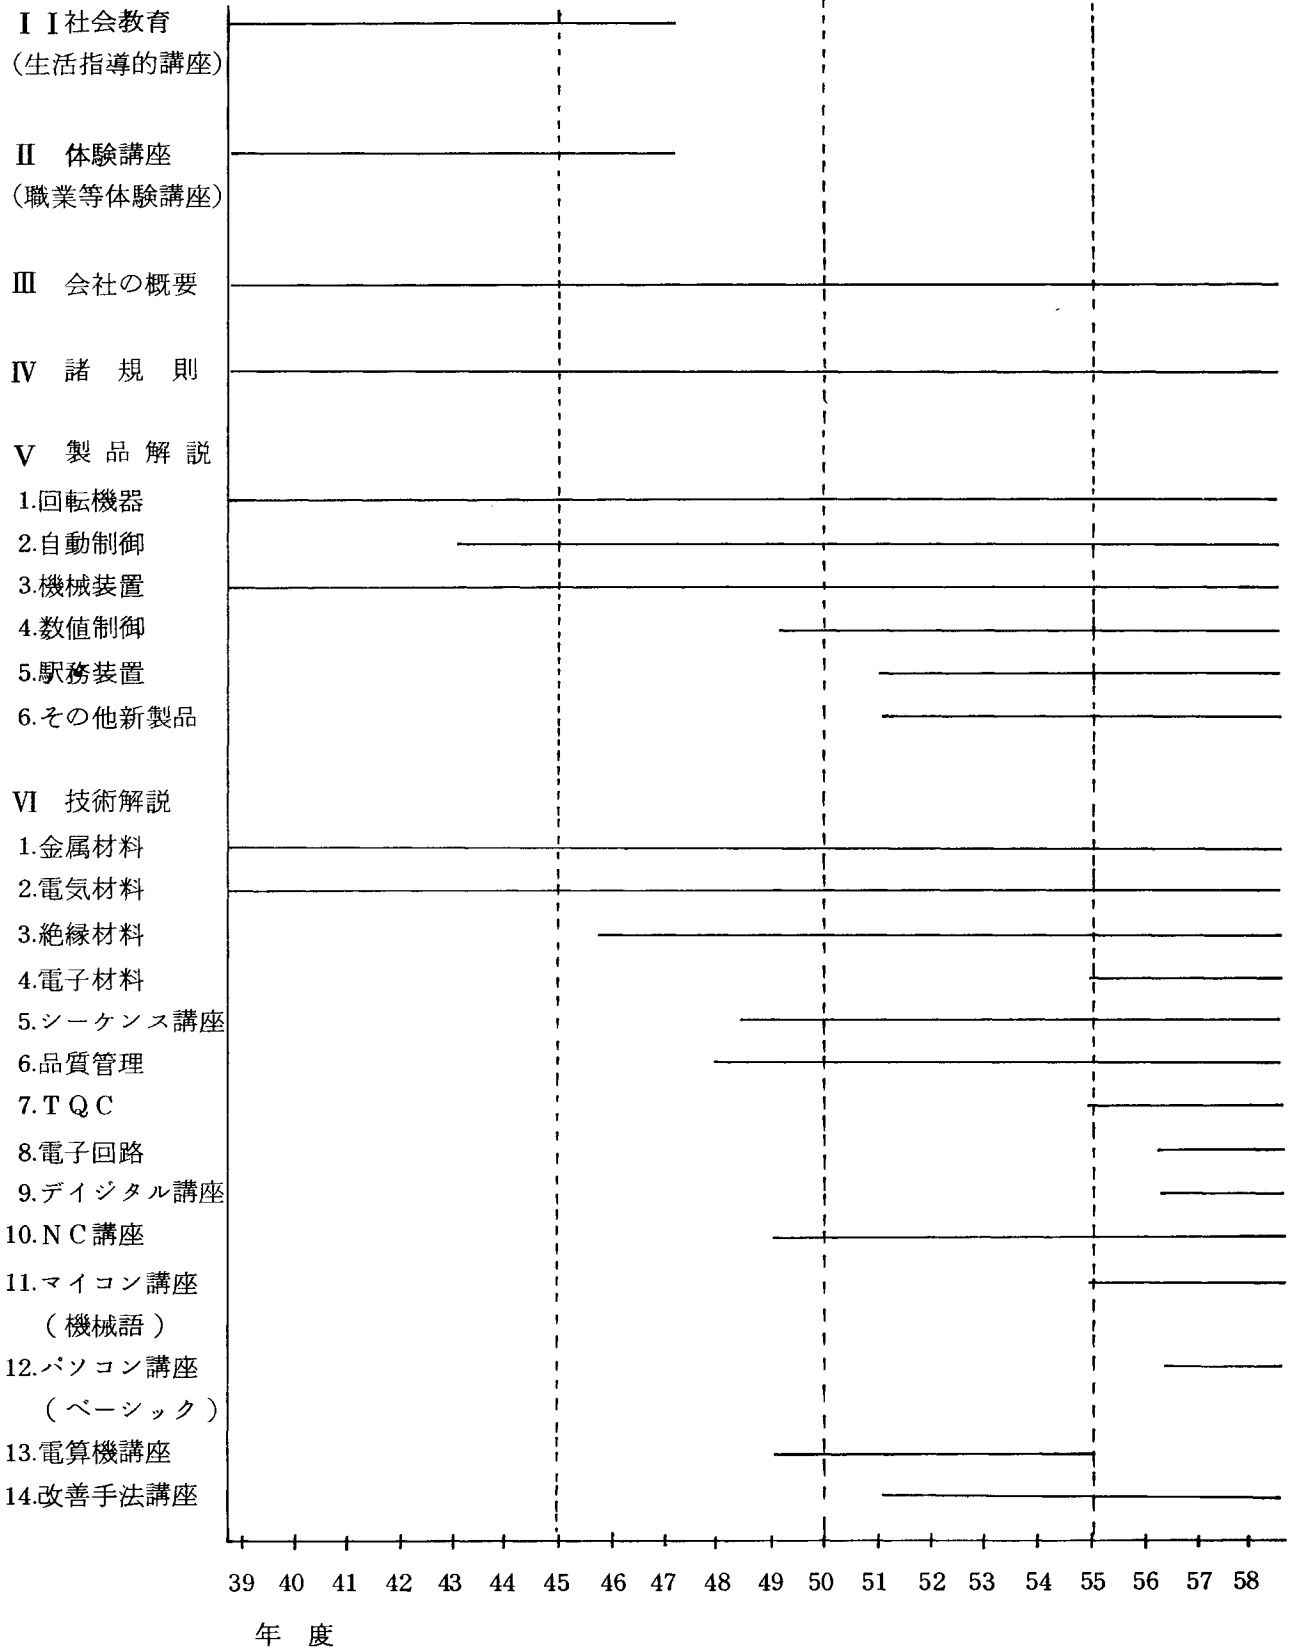 I I社会教育
(生活指導的講座)
II 体験講座
(職業等体験講座)
III 会社の概要
IV 諸規則
V 製品解説
1.回転機器
2.自動制御
3.機械装置
4.数値制御
5.駅務装置
6.その他新製品
VI 技術解説
1.金属材料
2.電気材料
3.絶縁材料
4.電子材料
5.シーケンス講座
6.品質管理
7.TQC
8.電子回路
9.デイジタル講座
10.NC講座
11.マイコン講座
(機械語)
12.パソコン講座
(ベーシック)
13.電算機講座
14.改善手法講座
39 40 41 42 43 44 45 46 47 48 49 50 51 52 53 54 55 56 57 58
年度